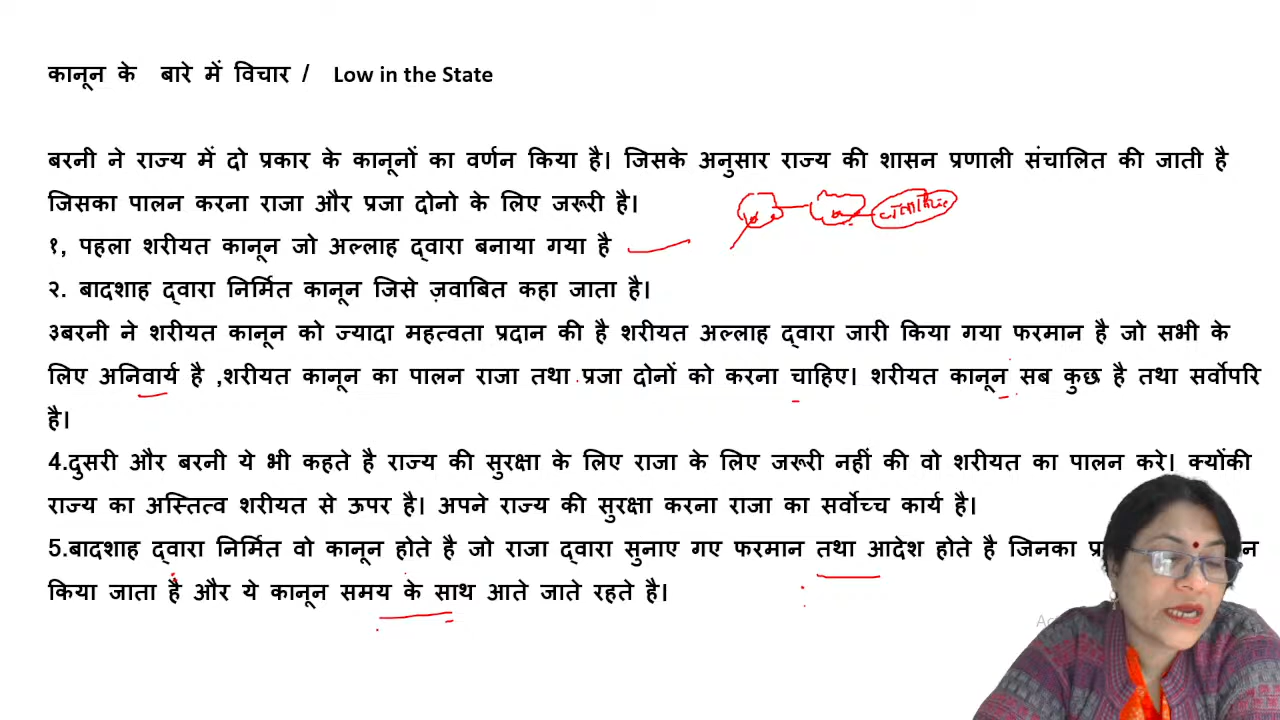 कानून के बारे में विचार / Low in the State
बरनी ने राज्य में दो प्रकार के कानूनों का वर्णन किया है। जिसके अनुसार राज्य की शासन प्रणाली संचालित की जाती है
जिसका पालन करना राजा और प्रजा दोनो के लिए जरूरी है।
१, पहला शरीयत कानून जो अल्लाह द्वारा बनाया गया है
२. बादशाह द्वारा निर्मित कानून जिसे ज़वाबित कहा जाता है।
३बरनी ने शरीयत कानून को ज्यादा महत्वता प्रदान की है शरीयत अल्लाह द्वारा जारी किया गया फरमान है जो सभी के
लिए अनिवार्य है ,शरीयत कानून का पालन राजा तथा प्रजा दोनों को करना चाहिए। शरीयत कानून सब कुछ है तथा सर्वोपरि
है।
4.दुसरी और बरनी ये भी कहते है राज्य की सुरक्षा के लिए राजा के लिए जरूरी नहीं की वो शरीयत का पालन करे। क्योंकी
राज्य का अस्तित्व शरीयत से ऊपर है। अपने राज्य की सुरक्षा करना राजा का सर्वोच्च कार्य है।
5.बादशाह द्वारा निर्मित वो कानून होते है जो राजा द्वारा सुनाए गए फरमान तथा आदेश होते है जिनका
किया जाता है और ये कानून समय के साथ आते जाते रहते है।